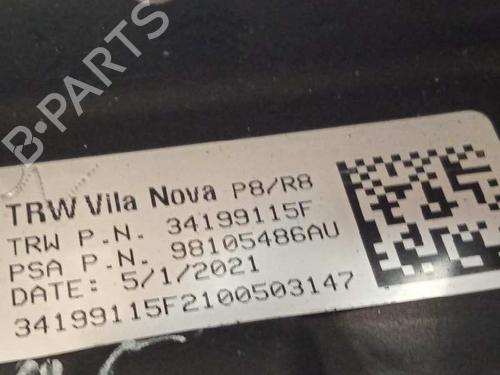 B-PARTS
TRW Vila Nova P8/R8
TRW P.N. 34199115F
PSA P.N. 98105486AU
DATE: 5/1/2021
34199115F2100503147